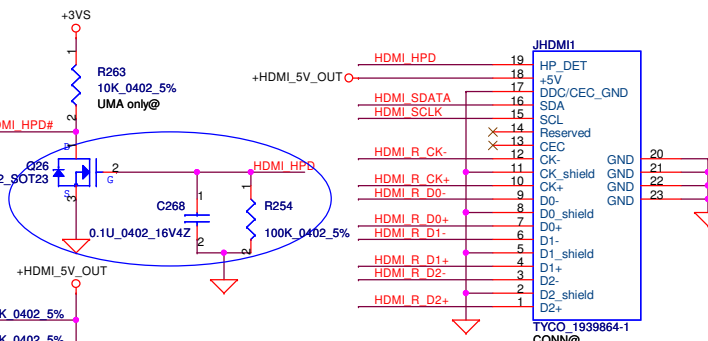 +3VS
1
R263
10K_0402_5%
UMA only@
2
MI_HPD#
D
Q26
2_SOT23
S
3
G
2
HDMI_HPD
1
C268
0.1U_0402_16V4Z
2
1
R254
100K_0402_5%
2
+HDMI_5V_OUT
K_0402_5%
K_0402_5%
JHDMI1
HDMI_HPD 19 HP_DET
+HDMI_5V_OUT 18 +5V
17 DDC/CEC_GND
HDMI_SDATA 16 SDA
HDMI_SCLK 15 SCL
14 Reserved
13 CEC
HDMI_R_CK- 12 CK- GND 20
11 CK_shield GND 21
HDMI_R_CK+ 10 CK+ GND 22
HDMI_R_D0- 9 D0- GND 23
8 D0_shield
HDMI_R_D0+ 7 D0+
HDMI_R_D1- 6 D1-
5 D1_shield
HDMI_R_D1+ 4 D1+
HDMI_R_D2- 3 D2-
2 D2_shield
HDMI_R_D2+ 1 D2+
TYCO_1939864-1
CONN@